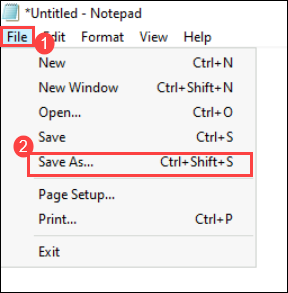 *Untitled - Notepad
File 1 Edit Format View Help
New Ctrl+N
New Window Ctrl+Shift+N
Open... Ctrl+O
Save Ctrl+S
2
Save As... Ctrl+Shift+S
Page Setup...
Print... Ctrl+P
Exit